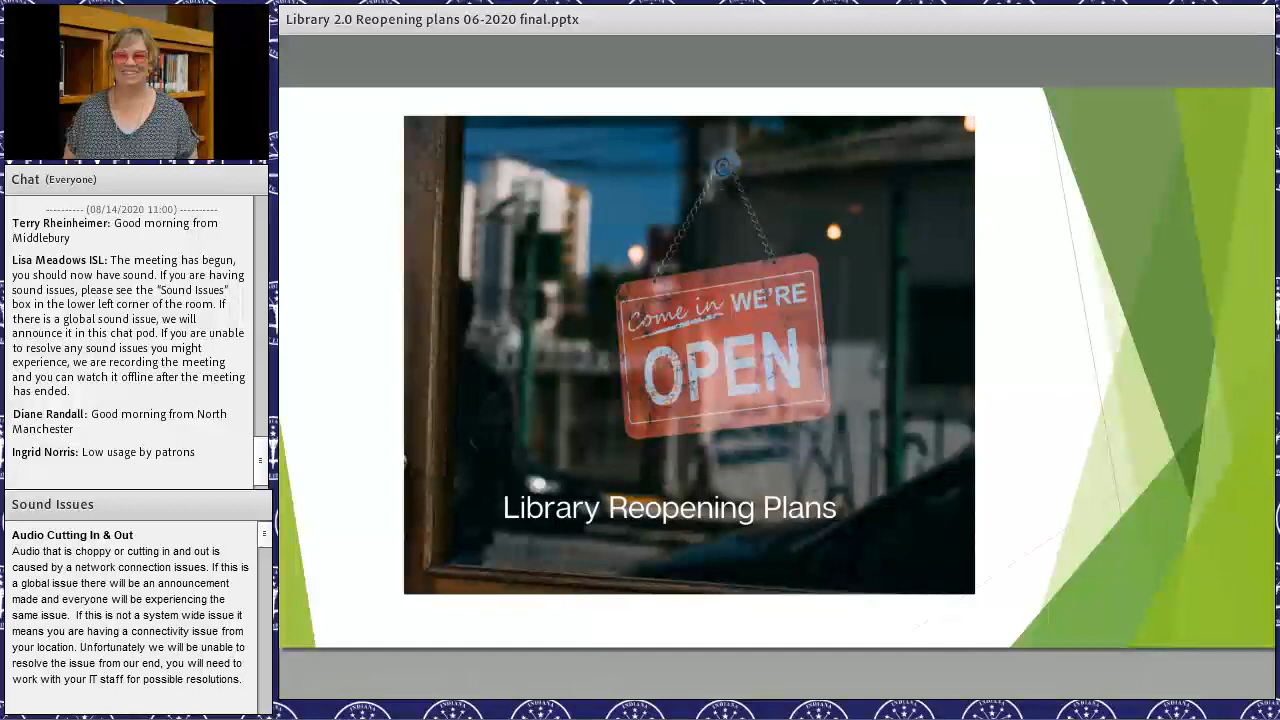 Library 2.0 Reopening plans 06-2020 final.pptx
Chat (Everyone)
---------- (08/14/2020 11:00) ----------
Terry Rheinheimer: Good morning from
Middlebury
Lisa Meadows ISL: The meeting has begun,
you should now have sound. If you are having
sound issues, please see the “Sound Issues”
box in the lower left corner of the room. If
there is a global sound issue, we will
announce it in this chat pod. If you are unable
to resolve any sound issues you might
experience, we are recording the meeting
and you can watch it offline after the meeting
has ended.
Diane Randall: Good morning from North
Manchester
Ingrid Norris: Low usage by patrons
Sound Issues
Audio Cutting In & Out
Audio that is choppy or cutting in and out is
caused by a network connection issues. If this is
a global issue there will be an announcement
made and everyone will be experiencing the
same issue.  If this is not a system wide issue it
means you are having a connectivity issue from
your location. Unfortunately we will be unable to
resolve the issue from our end, you will need to
work with your IT staff for possible resolutions.
Come in WE'RE
OPEN
Library Reopening Plans
INDIANA